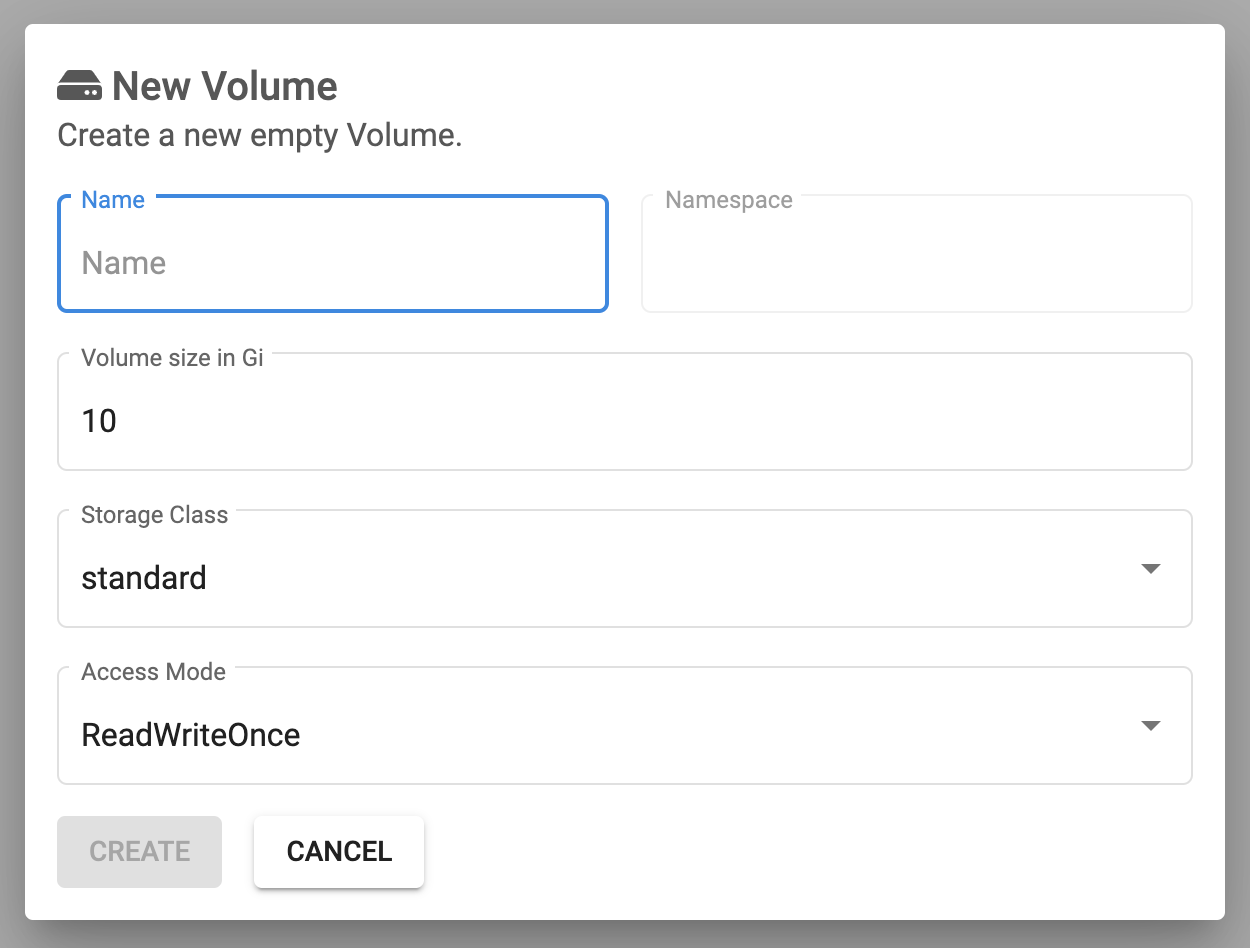 New Volume
Create a new empty Volume.
Name
Name
Namespace
Volume size in Gi
10
Storage Class
standard
Access Mode
ReadWriteOnce
CREATE
CANCEL